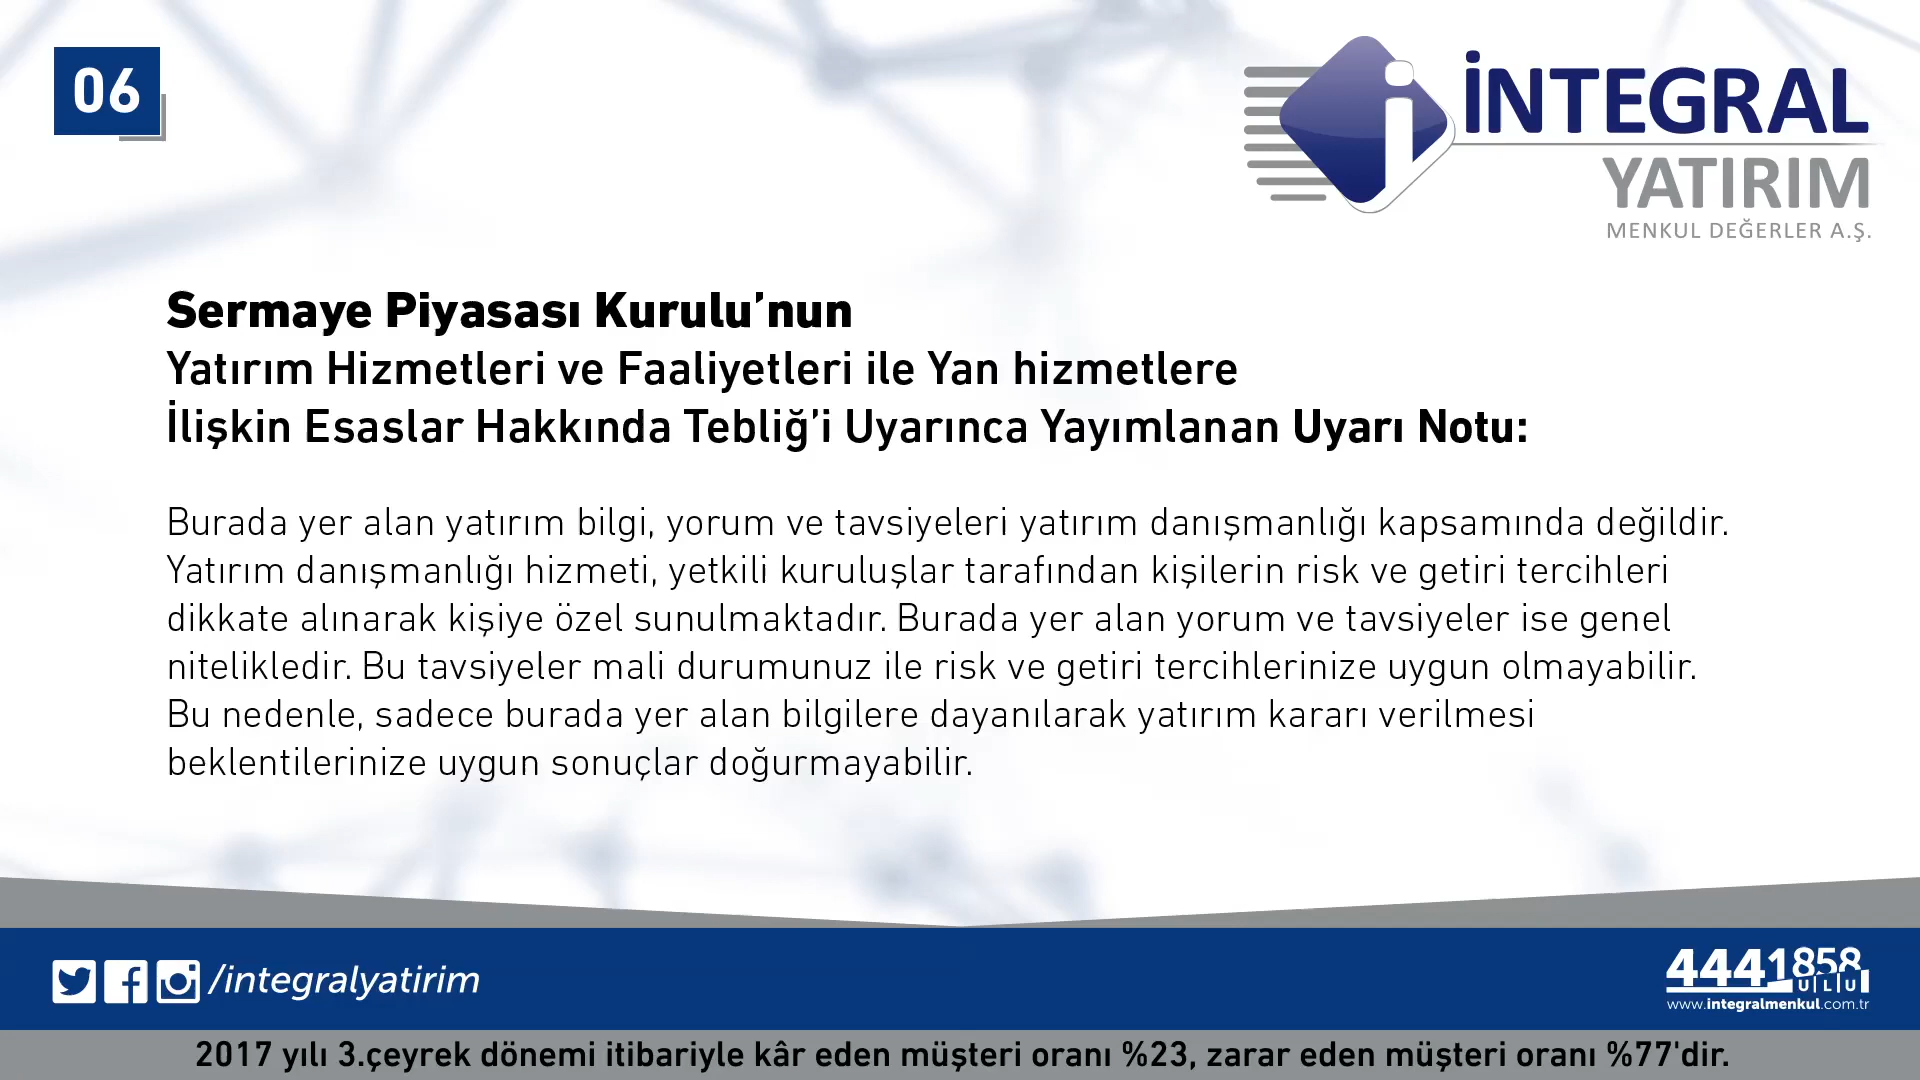 06
İNTEGRAL
YATIRIM
MENKUL DEĞERLER A.Ş.
Sermaye Piyasası Kurulu’nun
Yatırım Hizmetleri ve Faaliyetleri ile Yan hizmetlere
İlişkin Esaslar Hakkında Tebliğ’i Uyarınca Yayımlanan Uyarı Notu:
Burada yer alan yatırım bilgi, yorum ve tavsiyeleri yatırım danışmanlığı kapsamında değildir.
Yatırım danışmanlığı hizmeti, yetkili kuruluşlar tarafından kişilerin risk ve getiri tercihleri
dikkate alınarak kişiye özel sunulmaktadır. Burada yer alan yorum ve tavsiyeler ise genel
nitelikledir. Bu tavsiyeler mali durumunuz ile risk ve getiri tercihlerinize uygun olmayabilir.
Bu nedenle, sadece burada yer alan bilgilere dayanılarak yatırım kararı verilmesi
beklentilerinize uygun sonuçlar doğurmayabilir.
/integralyatirim
4441858
U|L|U
www.integralmenkul.com.tr
2017 yılı 3.çeyrek dönemi itibariyle kâr eden müşteri oranı %23, zarar eden müşteri oranı %77'dir.